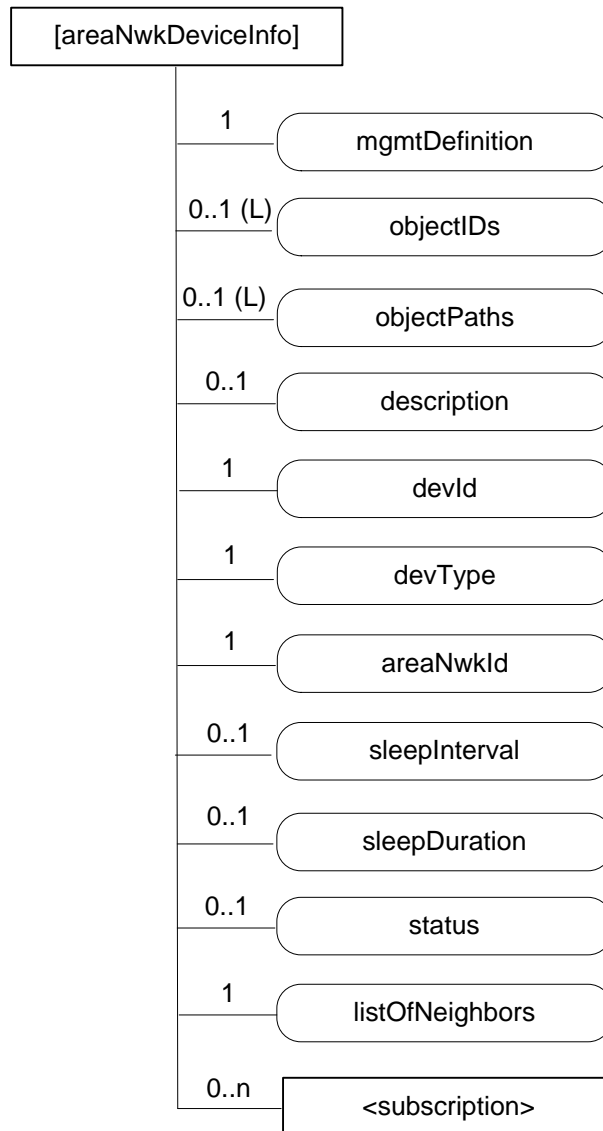 [areaNwkDeviceInfo]
1
mgmtDefinition
0..1 (L)
objectIDs
0..1 (L)
objectPaths
0..1
description
1
devId
1
devType
1
areaNwkId
0..1
sleepInterval
0..1
sleepDuration
0..1
status
1
listOfNeighbors
0..n
<subscription>